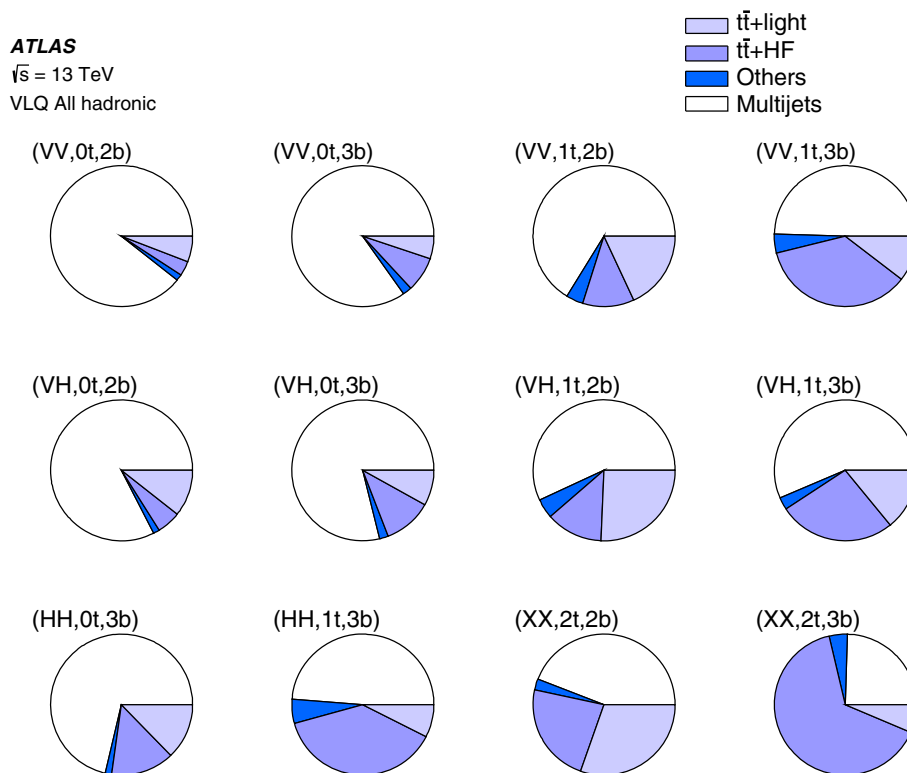 ATLAS
√s = 13 TeV
VLQ All hadronic
tt̄+light
tt̄+HF
Others
Multijets
(VV,0t,2b)
(VV,0t,3b)
(VV,1t,2b)
(VV,1t,3b)
(VH,0t,2b)
(VH,0t,3b)
(VH,1t,2b)
(VH,1t,3b)
(HH,0t,3b)
(HH,1t,3b)
(XX,2t,2b)
(XX,2t,3b)